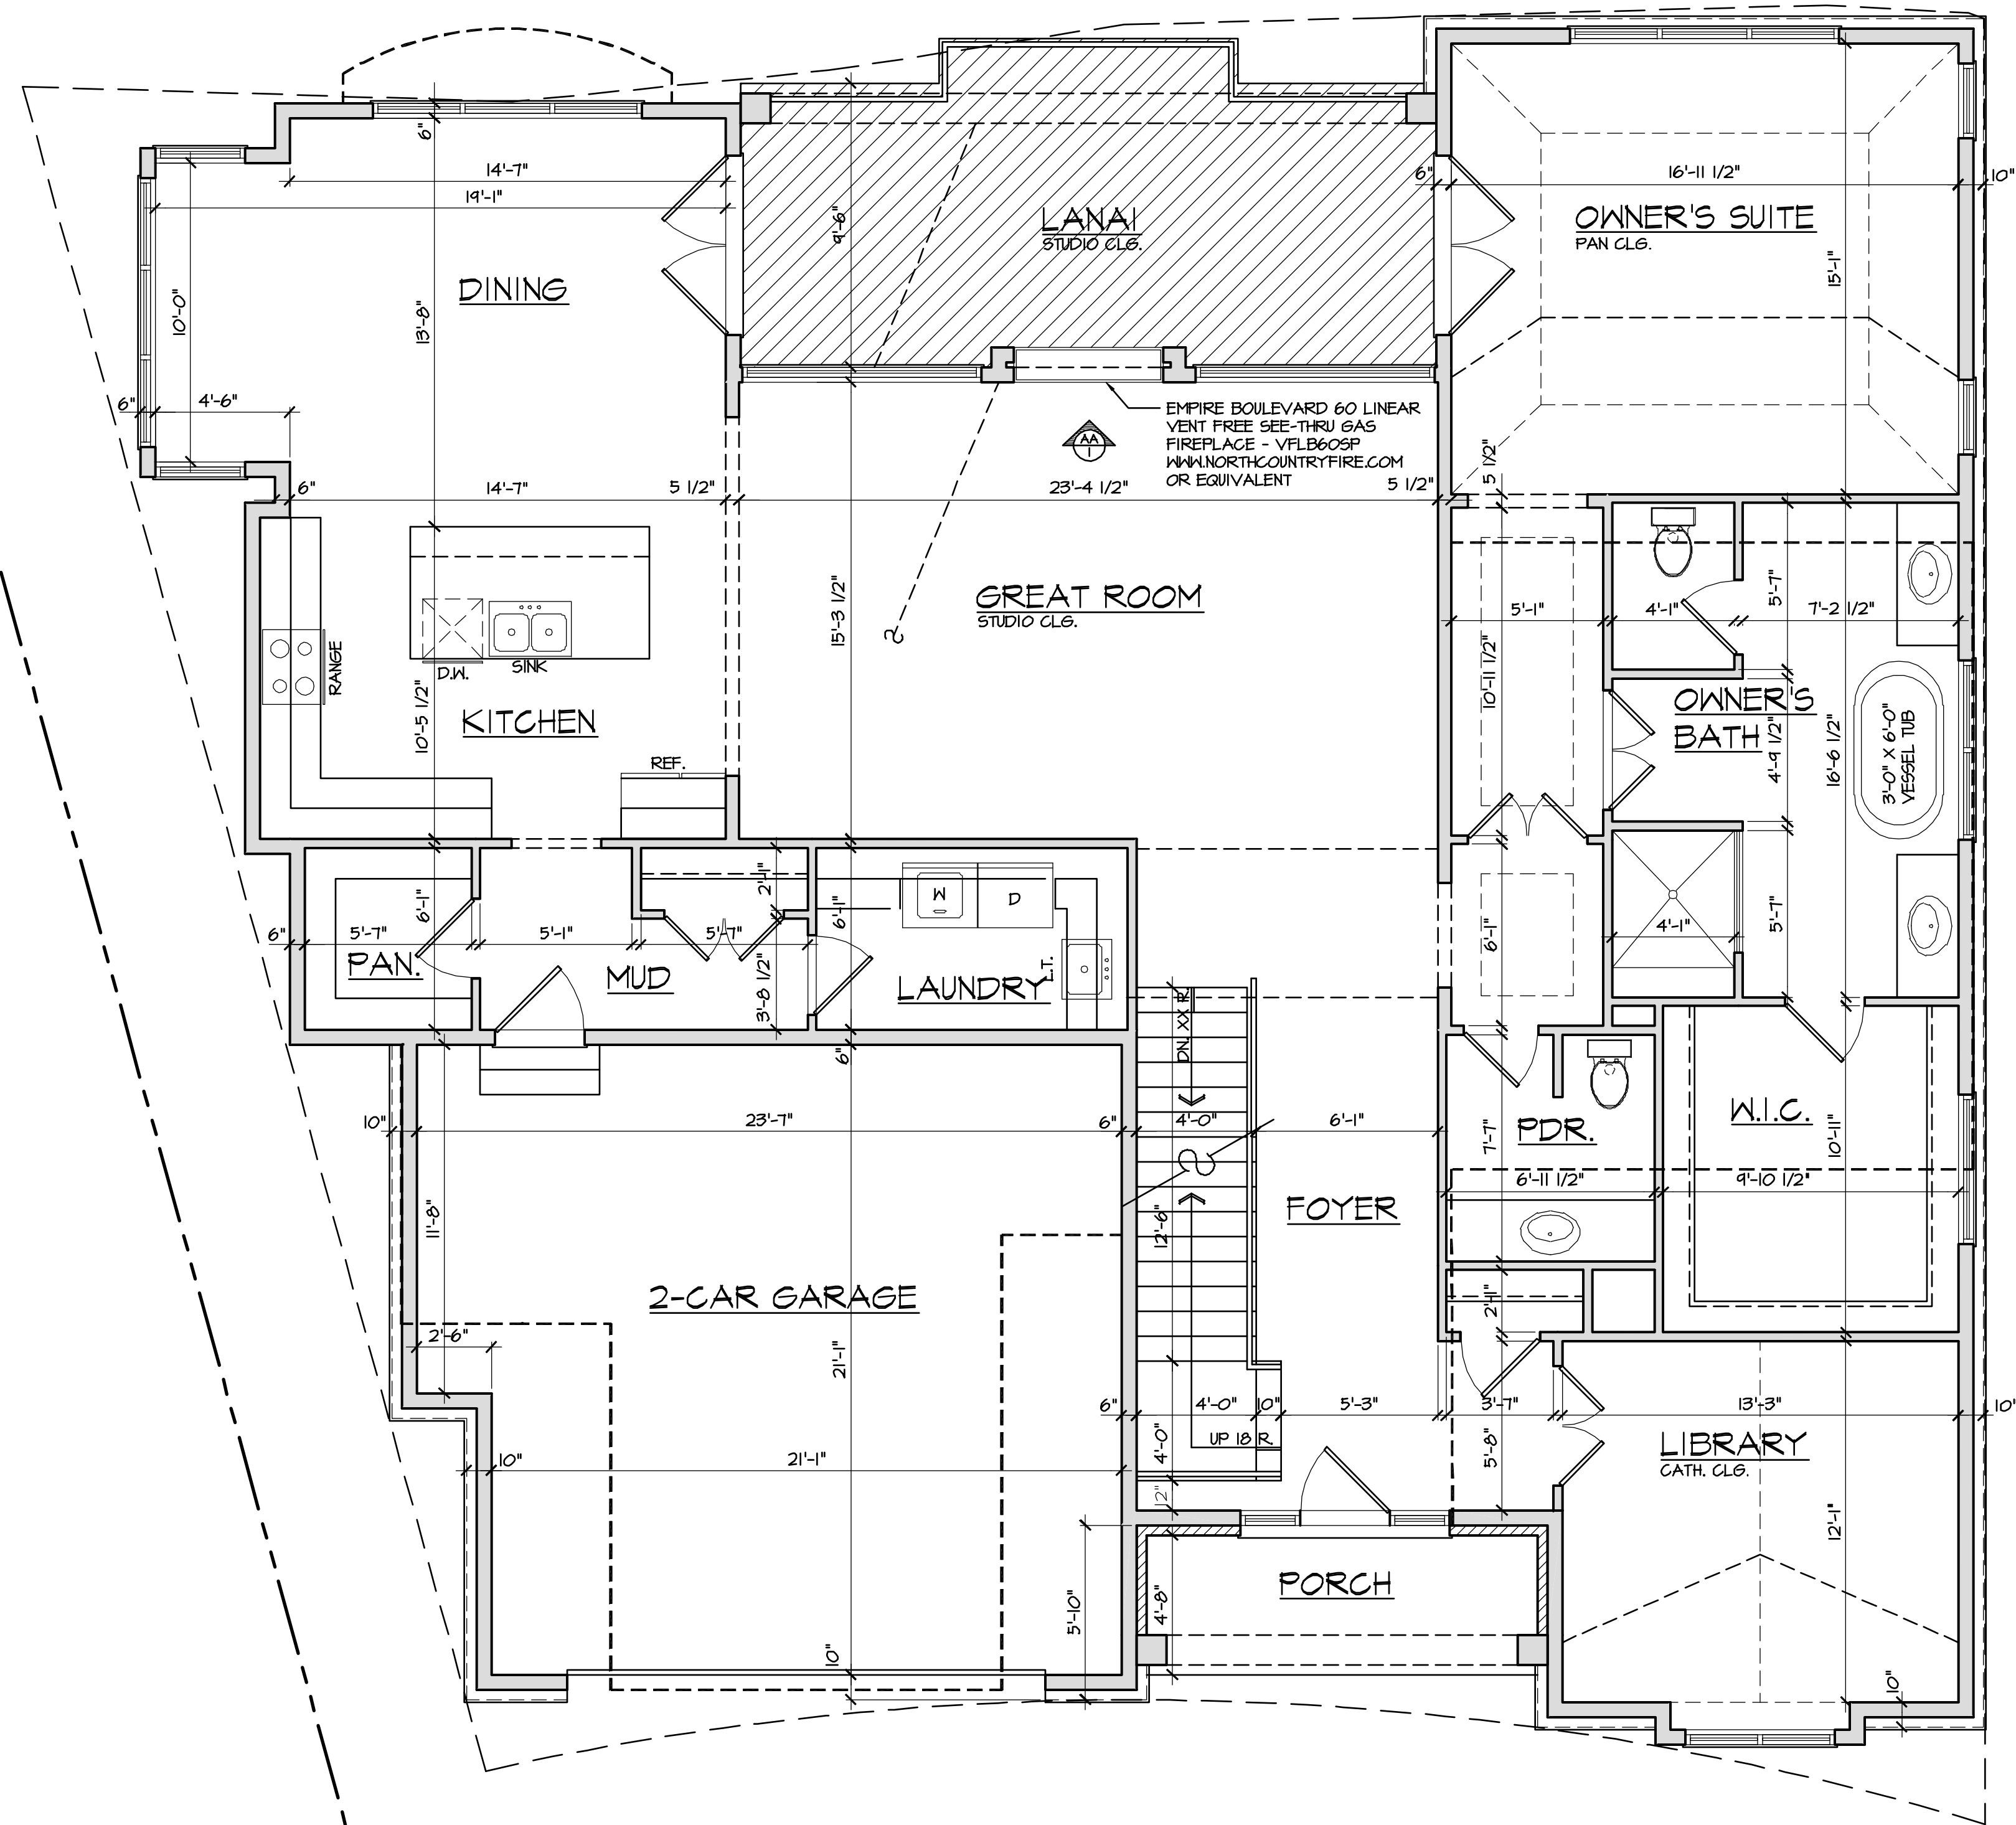 6"
14'-7"
19'-1"
9'-6"
LANAI
STUDIO CLG.
6"
16'-11 1/2"
10"
OWNER'S SUITE
PAN CLG.
15'-1"
DINING
10'-0"
13'-8"
6"
4'-6"
EMPIRE BOULEVARD 60 LINEAR
VENT FREE SEE-THRU GAS
FIREPLACE - VFLB60SP
WWW.NORTHCOUNTRYFIRE.COM
OR EQUIVALENT
AA
1
6"
14'-7"
5 1/2"
23'-4 1/2"
5 1/2"
5 1/2"
GREAT ROOM
STUDIO CLG.
15'-3 1/2"
RANGE
D.W.
SINK
10'-5 1/2"
KITCHEN
REF.
5'-1"
4'-1"
5'-7"
7'-2 1/2"
10'-11 1/2"
OWNER'S
BATH
4'-9 1/2"
16'-6 1/2"
3'-0" X 6'-0"
VESSEL TUB
6'-1"
2'-1"
6'-1"
W
D
6"
5'-7"
5'-1"
5'-7"
PAN.
MUD
3'-8 1/2"
LAUNDRY
L.T.
6'-1"
4'-1"
5'-7"
DN. XX R.
6"
10"
23'-7"
6"
4'-0"
6'-1"
7'-7"
PDR.
W.I.C.
10'-11"
6'-11 1/2"
9'-10 1/2"
11'-8"
12'-6"
FOYER
2-CAR GARAGE
2'-6"
21'-1"
2'-1"
6"
4'-0"
10"
5'-3"
3'-7"
13'-3"
10"
UP 18 R.
4'-0"
5'-8"
LIBRARY
CATH. CLG.
10"
21'-1"
12"
12'-1"
5'-10"
4'-8"
PORCH
10"
10"